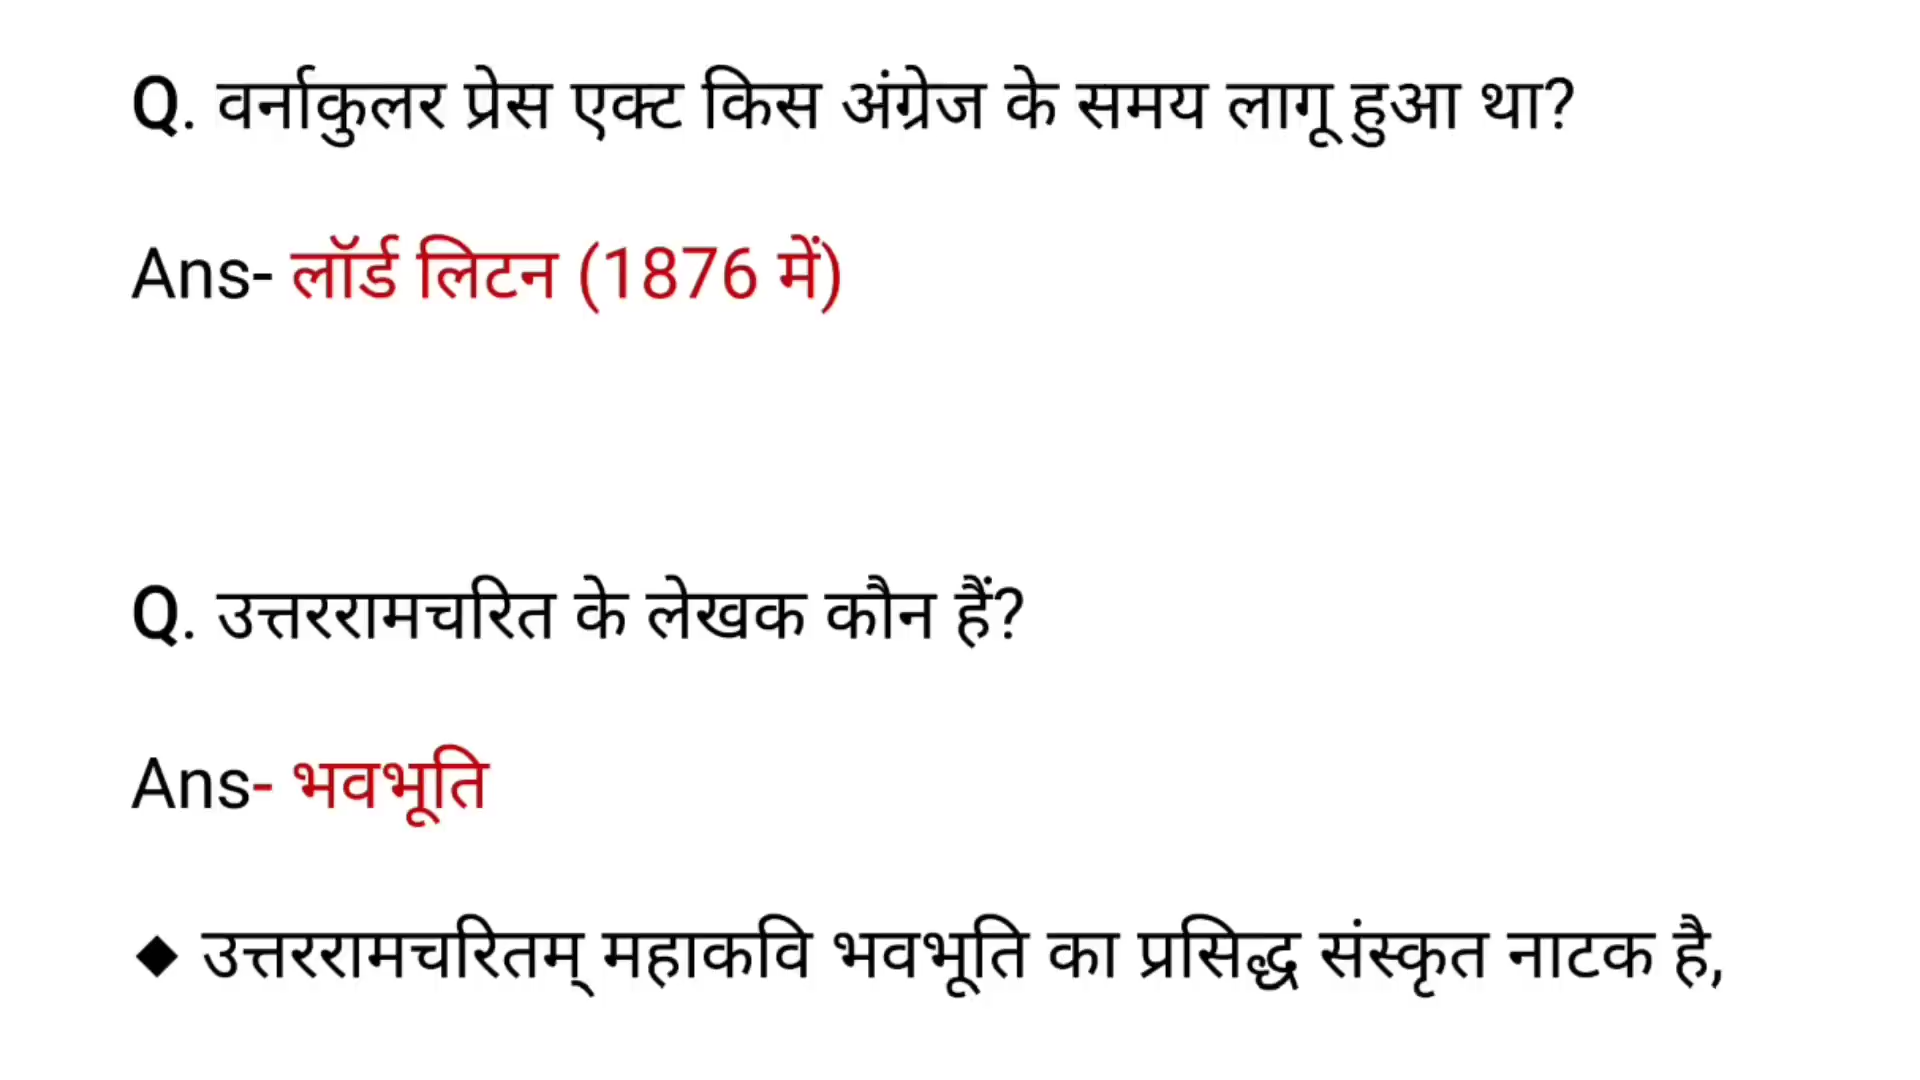 Q. वर्नाकुलर प्रेस एक्ट किस अंग्रेज के समय लागू हुआ था?
Ans- लॉर्ड लिटन (1876 में)
Q. उत्तररामचरित के लेखक कौन हैं?
Ans- भवभूति
◆ उत्तररामचरितम् महाकवि भवभूति का प्रसिद्ध संस्कृत नाटक है,